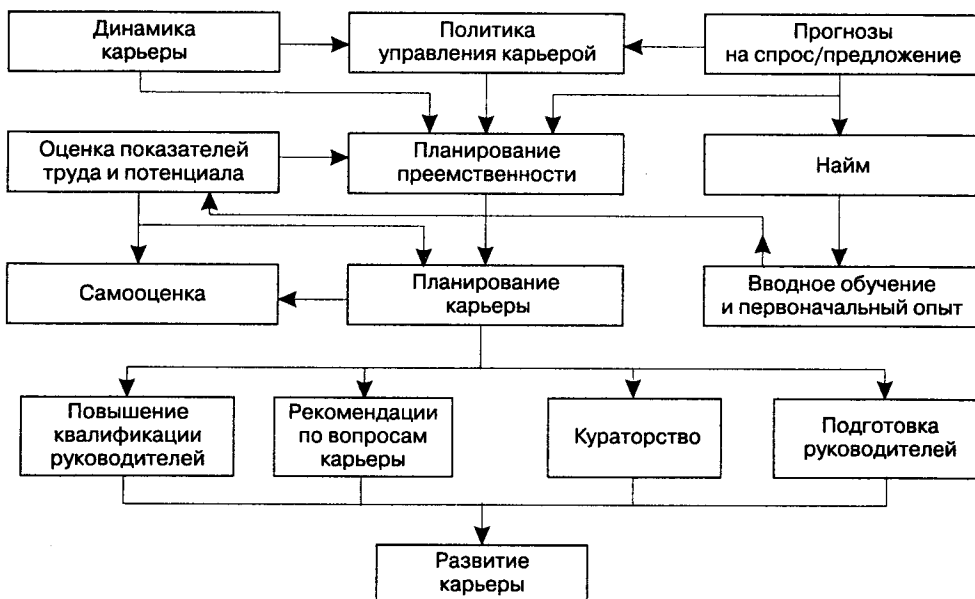 Динамика
карьеры
Политика
управления карьерой
Прогнозы
на спрос/предложение
Оценка показателей
труда и потенциала
Планирование
преемственности
Найм
Самооценка
Планирование
карьеры
Вводное обучение
и первоначальный опыт
Повышение
квалификации
руководителей
Рекомендации
по вопросам
карьеры
Кураторство
Подготовка
руководителей
Развитие
карьеры